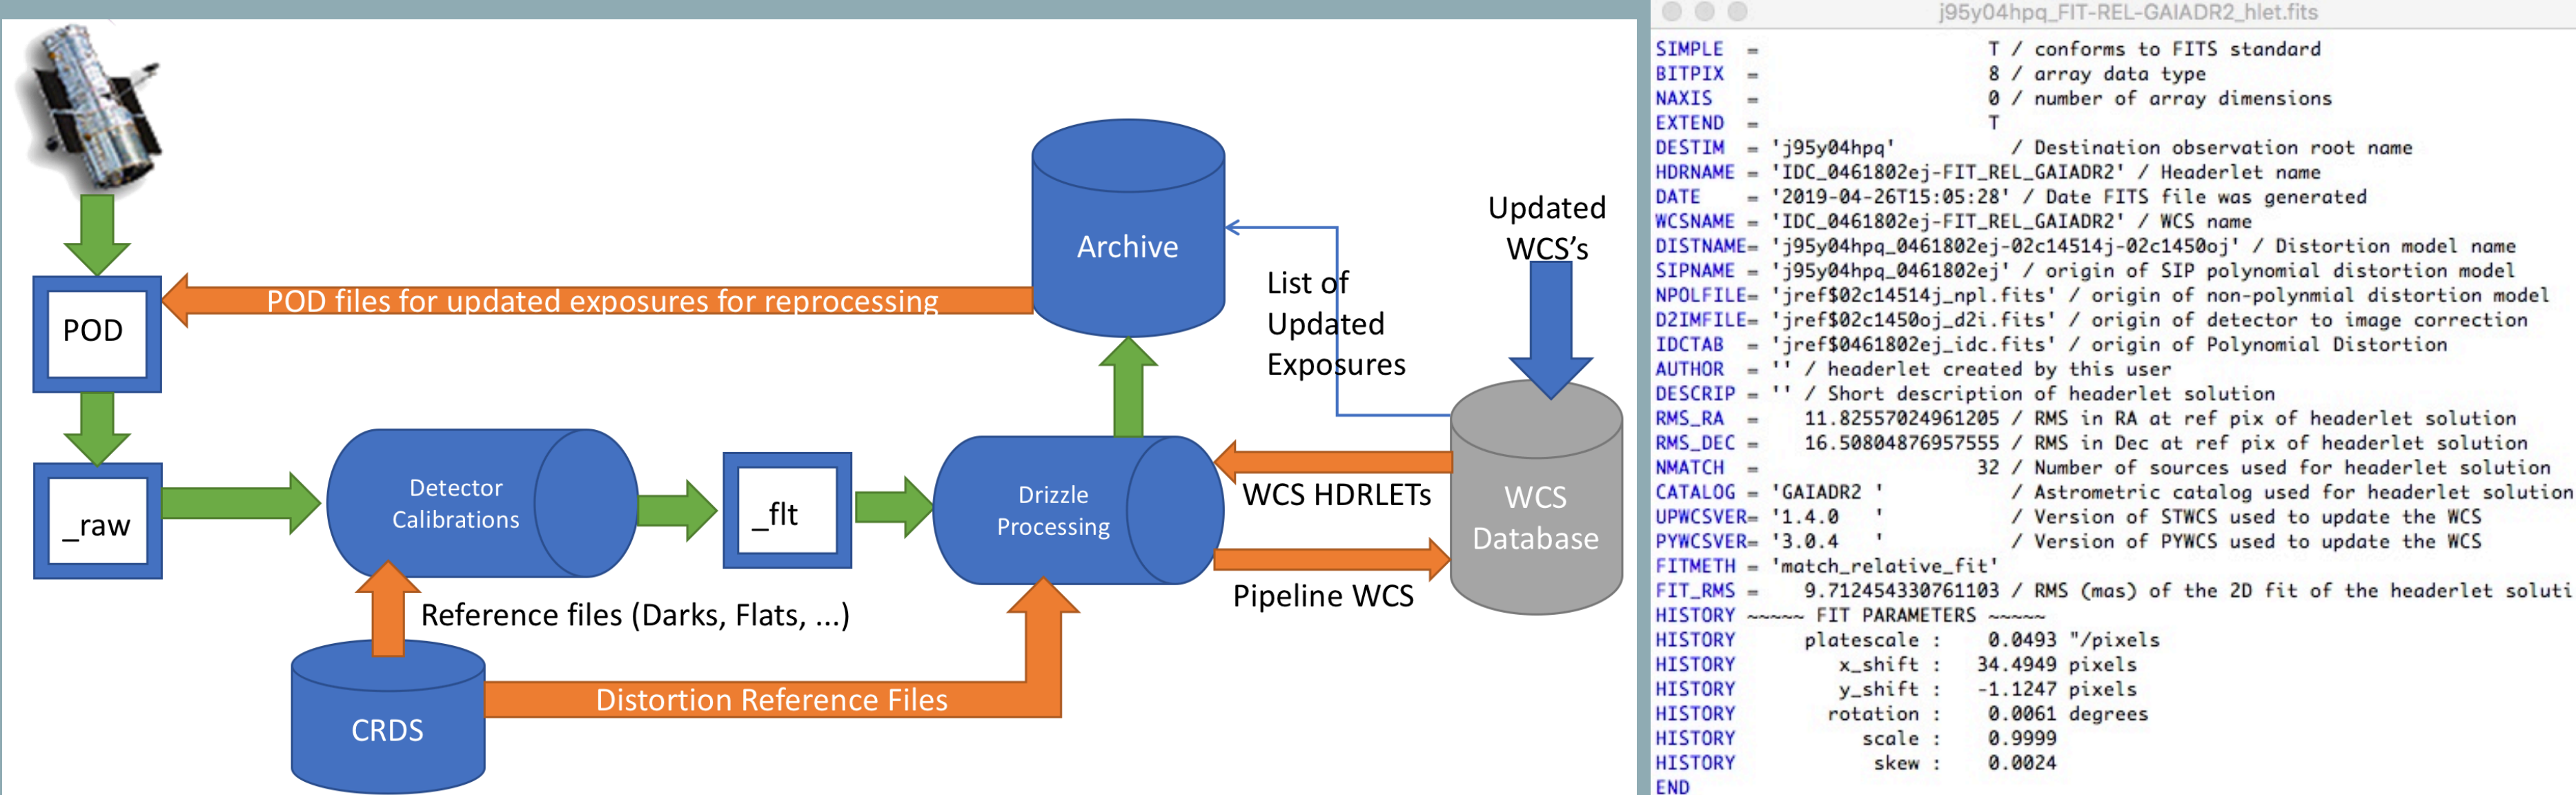 POD
_raw
POD files for updated exposures for reprocessing
Archive
Detector
Calibrations
_flt
Drizzle
Processing
Reference files (Darks, Flats, ...)
CRDS
Distortion Reference Files
List of
Updated
Exposures
Updated
WCS's
WCS HDRLETs
Pipeline WCS
WCS
Database
j95y04hpq_FIT-REL-GAIADR2_hlet.fits
SIMPLE = T / conforms to FITS standard
BITPIX = 8 / array data type
NAXIS = 0 / number of array dimensions
EXTEND = T
DESTIM = 'j95y04hpq' / Destination observation root name
HDRNAME = 'IDC_0461802ej-FIT_REL_GAIADR2' / Headerlet name
DATE = '2019-04-26T15:05:28' / Date FITS file was generated
WCSNAME = 'IDC_0461802ej-FIT_REL_GAIADR2' / WCS name
DISTNAME= 'j95y04hpq_0461802ej-02c14514j-02c1450oj' / Distortion model name
SIPNAME = 'j95y04hpq_0461802ej' / origin of SIP polynomial distortion model
NPOLFILE= 'jref$02c14514j_npl.fits' / origin of non-polynmial distortion model
D2IMFILE= 'jref$02c1450oj_d2i.fits' / origin of detector to image correction
IDCTAB = 'jref$0461802ej_idc.fits' / origin of Polynomial Distortion
AUTHOR = '' / headerlet created by this user
DESCRIP = '' / Short description of headerlet solution
RMS_RA = 11.82557024961205 / RMS in RA at ref pix of headerlet solution
RMS_DEC = 16.50804876957555 / RMS in Dec at ref pix of headerlet solution
NMATCH = 32 / Number of sources used for headerlet solution
CATALOG = 'GAIADR2 ' / Astrometric catalog used for headerlet solution
UPWCSVER= '1.4.0 ' / Version of STWCS used to update the WCS
PYWCSVER= '3.0.4 ' / Version of PYWCS used to update the WCS
FITMETH = 'match_relative_fit'
FIT_RMS = 9.712454330761103 / RMS (mas) of the 2D fit of the headerlet soluti
HISTORY ~~~~~ FIT PARAMETERS ~~~~~
HISTORY platescale : 0.0493 "/pixels
HISTORY x_shift : 34.4949 pixels
HISTORY y_shift : -1.1247 pixels
HISTORY rotation : 0.0061 degrees
HISTORY scale : 0.9999
HISTORY skew : 0.0024
END